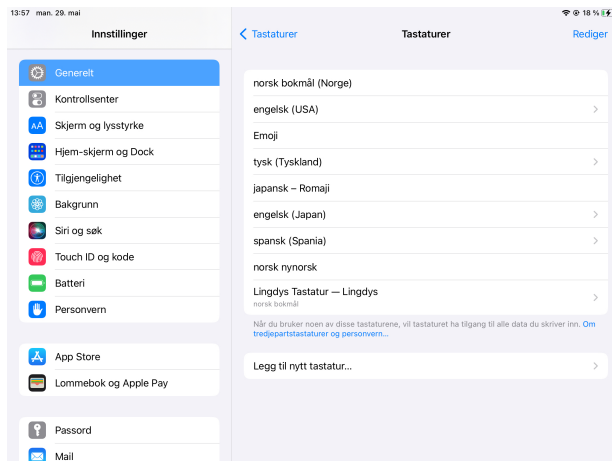 13:57 man. 29. mai
18 %
Innstillinger
Tastaturer
Tastaturer
Rediger
Generelt
Kontrollsenter
AA
Skjerm og lysstyrke
Hjem-skjerm og Dock
Tilgjengelighet
Bakgrunn
Siri og søk
Touch ID og kode
Batteri
Personvern
App Store
Lommebok og Apple Pay
Passord
Mail
norsk bokmål (Norge)
engelsk (USA)
Emoji
tysk (Tyskland)
japansk – Romaji
engelsk (Japan)
spansk (Spania)
norsk nynorsk
Lingdys Tastatur — Lingdys
norsk bokmål
Når du bruker noen av disse tastaturene, vil tastaturet ha tilgang til alle data du skriver inn. Om
tredjepartstastaturer og personvern...
Legg til nytt tastatur...